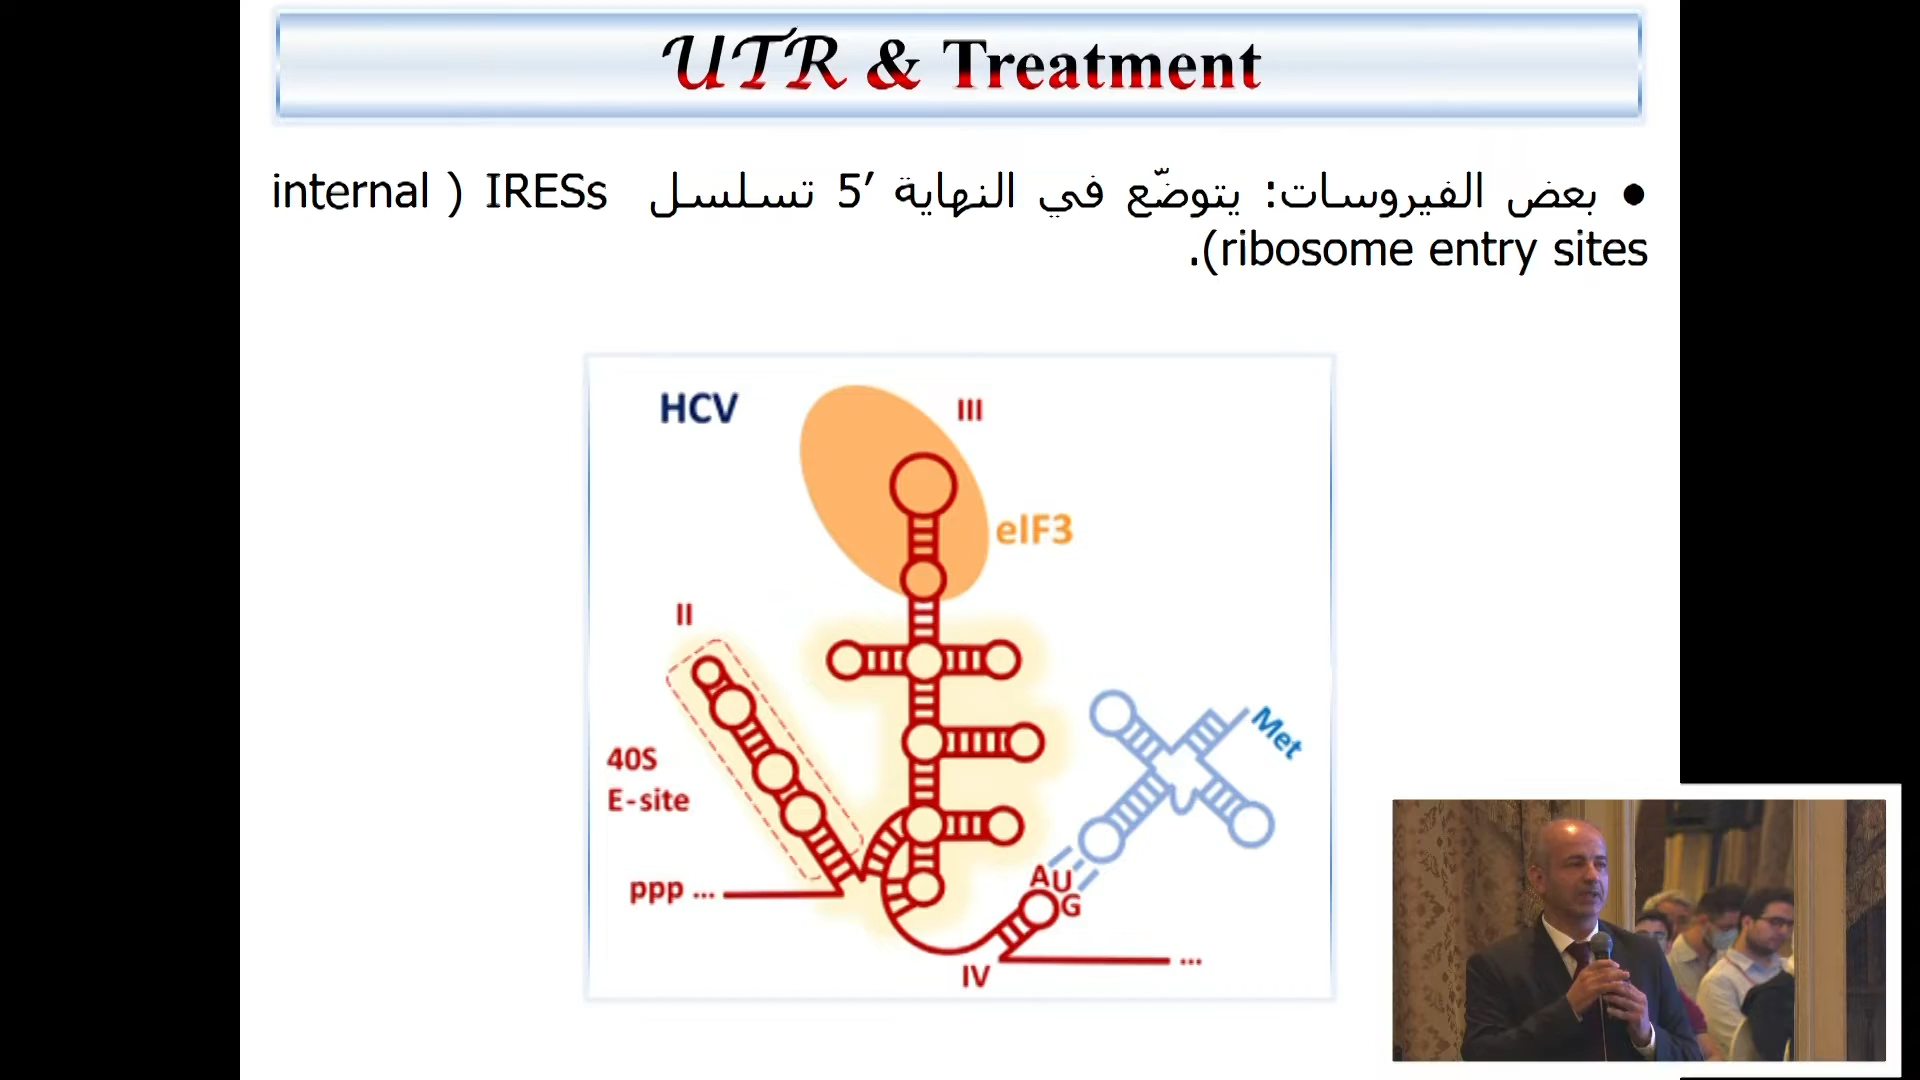 UTR & Treatment
• بعض الفيروسات: يتوضّع في النهاية 5′ تسلسل IRESs (internal
ribosome entry sites).
HCV
III
eIF3
II
Met
40S
E-site
AU
G
ppp ...
...
IV